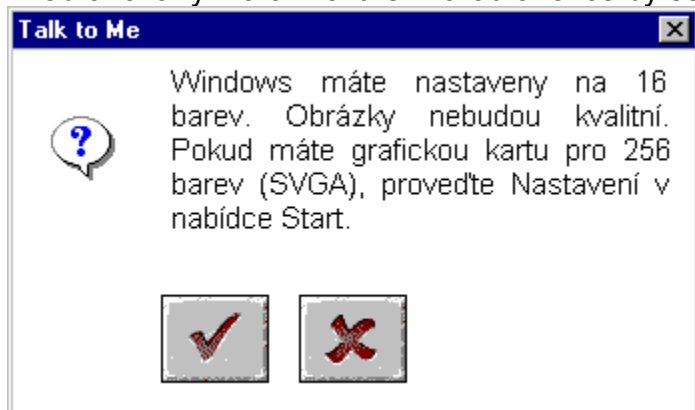 Talk to Me
Windows máte nastaveny na 16
barev. Obrázky nebudou kvalitní.
Pokud máte grafickou kartu pro 256
barev (SVGA), proveďte Nastavení v
nabídce Start.